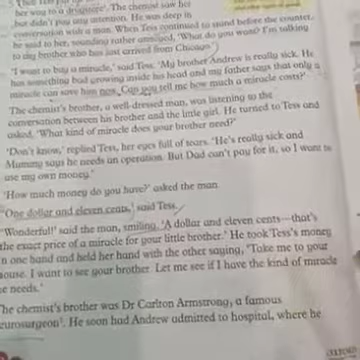 her way to a drugstore'. The chemist saw her
but didn't pay any attention. He was deep in
conversation with a man. When Tess continued to stand before the counter,
he said to her, sounding rather annoyed, 'What do you want? I'm talking
to my brother who has just arrived from Chicago.'
'I want to buy a miracle,' said Tess. 'My brother Andrew is really sick. He
has something bad growing inside his head and my father says that only a
miracle can save him now. Can you tell me how much a miracle costs?'
The chemist's brother, a well-dressed man, was listening to the
conversation between his brother and the little girl. He turned to Tess and
asked, 'What kind of miracle does your brother need?'
'Don't know,' replied Tess, her eyes full of tears. 'He's really sick and
Mummy says he needs an operation. But Dad can't pay for it, so I want to
use my own money.'
'How much money do you have?' asked the man.
'One dollar and eleven cents,' said Tess.
'Wonderful!' said the man, smiling. 'A dollar and eleven cents—that's
the exact price of a miracle for your little brother.' He took Tess's money
n one hand and held her hand with the other saying, 'Take me to your
ouse. I want to see your brother. Let me see if I have the kind of miracle
e needs.'
he chemist's brother was Dr Carlton Armstrong, a famous
eurosurgeon³. He soon had Andrew admitted to hospital, where he
OXFORD